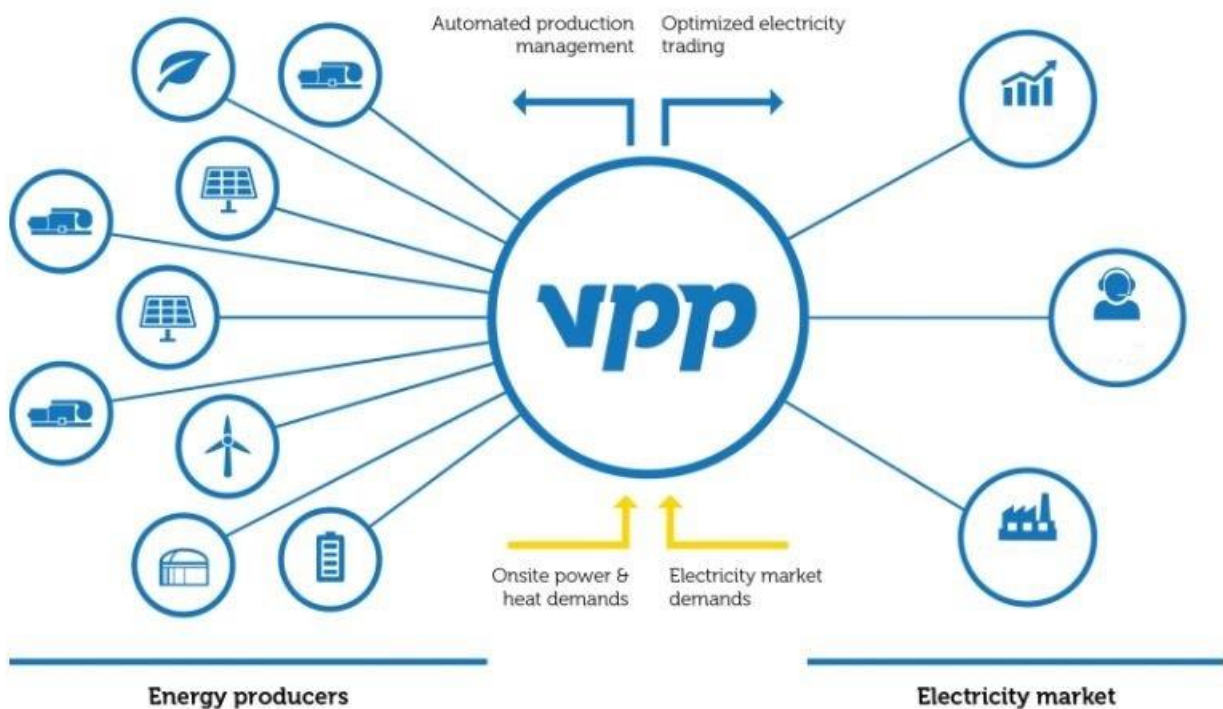 Automated production
management
Optimized electricity
trading
vpp
Onsite power &
heat demands
Electricity market
demands
Energy producers
Electricity market